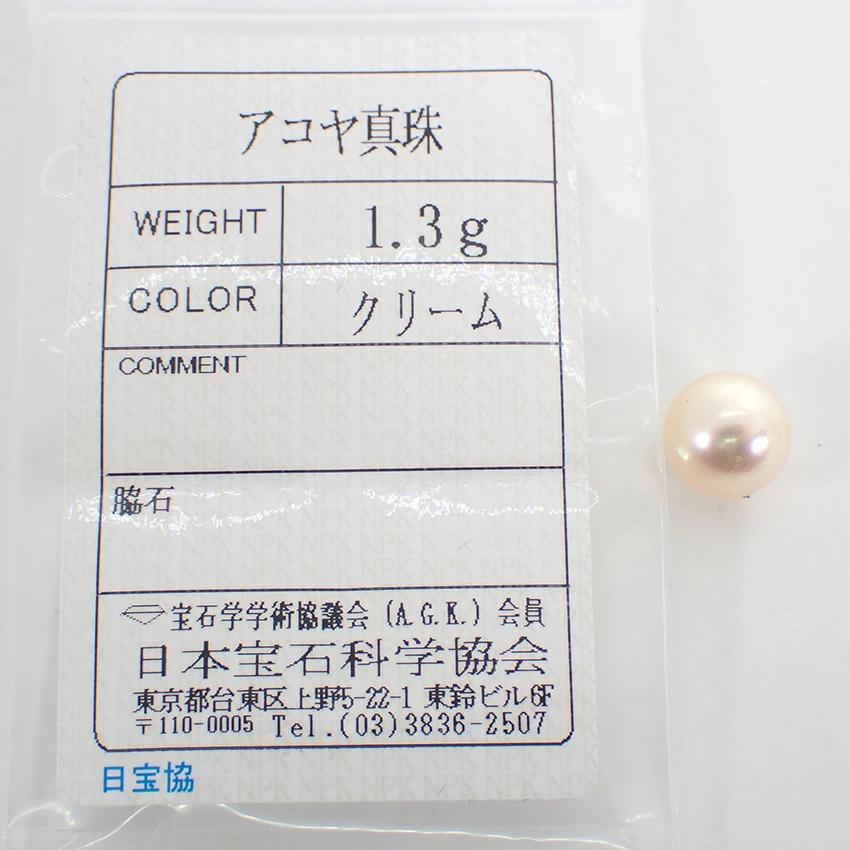 アコヤ真珠
WEIGHT 1.3g
COLOR クリーム
COMMENT
脇石
宝石学学術協議会(A.G.K.)会員
日本宝石科学協会
東京都台東区上野5-22-1 東鈴ビル6F
〒110-0005 Tel.(03)3836-2507
日宝協